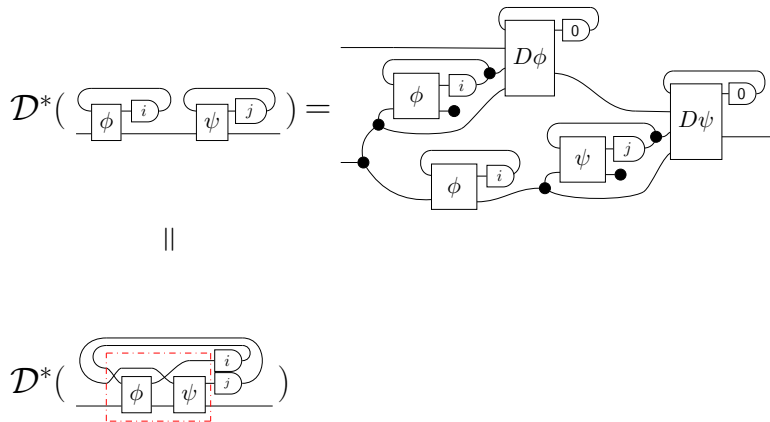 0
Dφ
i
φ
0
𝒟*( φ i ψ j ) =
Dψ
ψ j
φ i
||
𝒟*( φ ψ i j )